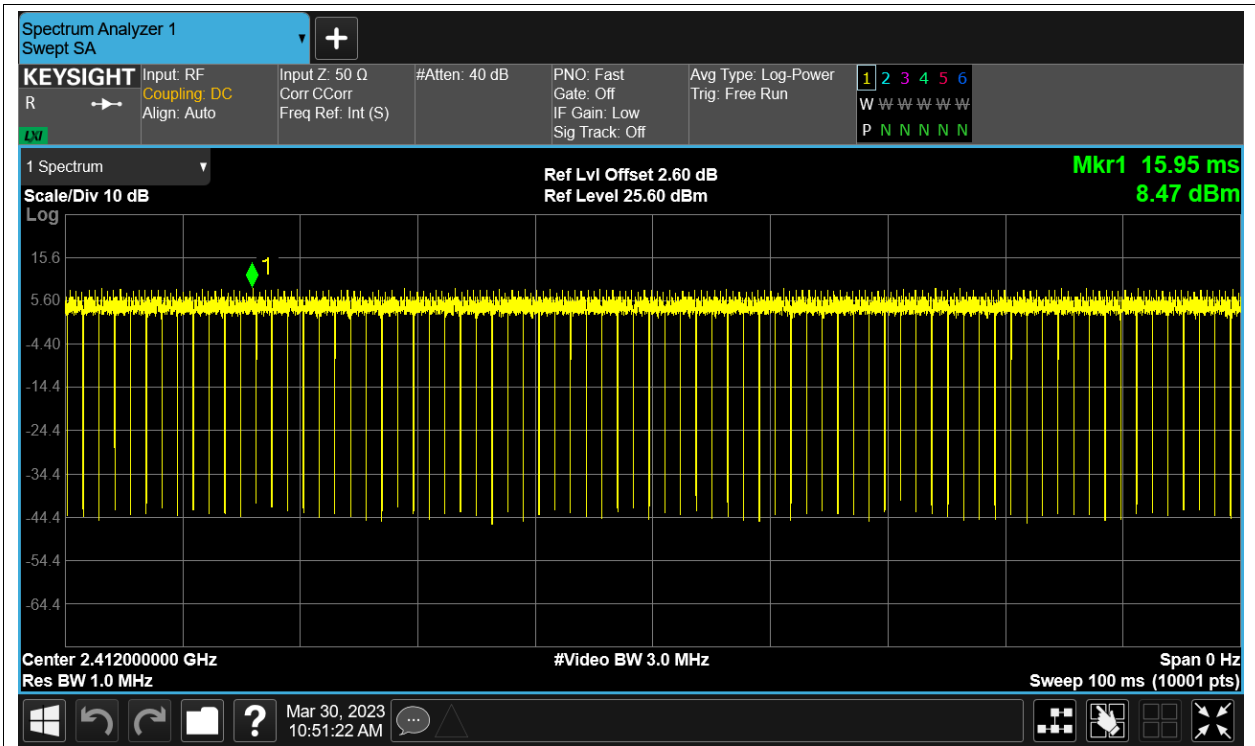 Spectrum Analyzer 1
Swept SA
KEYSIGHT
R
LXI
Input: RF
Coupling: DC
Align: Auto
Input Z: 50 Ω
Corr CCorr
Freq Ref: Int (S)
#Atten: 40 dB
PNO: Fast
Gate: Off
IF Gain: Low
Sig Track: Off
Avg Type: Log-Power
Trig: Free Run
1 2 3 4 5 6
W W W W W W
P N N N N N
1 Spectrum
Scale/Div 10 dB
Ref Lvl Offset 2.60 dB
Ref Level 25.60 dBm
Mkr1 15.95 ms
8.47 dBm
Log
1
15.6
5.60
-4.40
-14.4
-24.4
-34.4
-44.4
-54.4
-64.4
Center 2.412000000 GHz
Res BW 1.0 MHz
#Video BW 3.0 MHz
Span 0 Hz
Sweep 100 ms (10001 pts)
?
Mar 30, 2023
10:51:22 AM